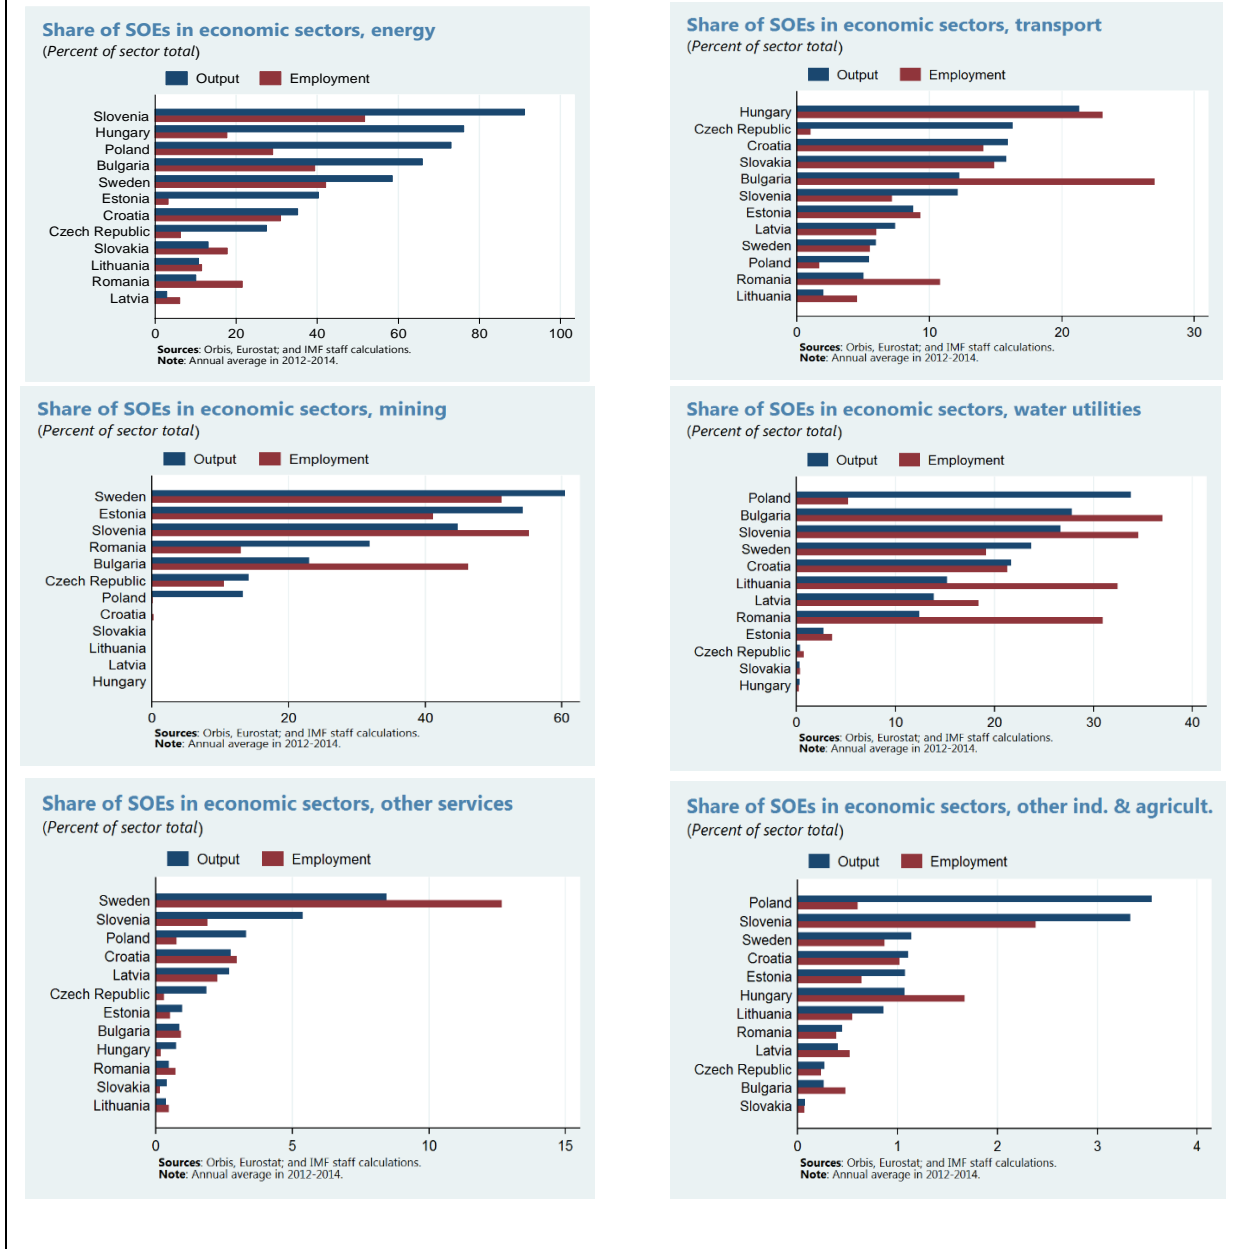 Share of SOEs in economic sectors, energy
(Percent of sector total)
Output Employment
Slovenia
Hungary
Poland
Bulgaria
Sweden
Estonia
Croatia
Czech Republic
Slovakia
Lithuania
Romania
Latvia
0 20 40 60 80 100
Sources: Orbis, Eurostat; and IMF staff calculations.
Note: Annual average in 2012-2014.
Share of SOEs in economic sectors, transport
(Percent of sector total)
Output Employment
Hungary
Czech Republic
Croatia
Slovakia
Bulgaria
Slovenia
Estonia
Latvia
Sweden
Poland
Romania
Lithuania
0 10 20 30
Sources: Orbis, Eurostat; and IMF staff calculations.
Note: Annual average in 2012-2014.
Share of SOEs in economic sectors, mining
(Percent of sector total)
Output Employment
Sweden
Estonia
Slovenia
Romania
Bulgaria
Czech Republic
Poland
Croatia
Slovakia
Lithuania
Latvia
Hungary
0 20 40 60
Sources: Orbis, Eurostat; and IMF staff calculations.
Note: Annual average in 2012-2014.
Share of SOEs in economic sectors, water utilities
(Percent of sector total)
Output Employment
Poland
Bulgaria
Slovenia
Sweden
Croatia
Lithuania
Latvia
Romania
Estonia
Czech Republic
Slovakia
Hungary
0 10 20 30 40
Sources: Orbis, Eurostat; and IMF staff calculations.
Note: Annual average in 2012-2014.
Share of SOEs in economic sectors, other services
(Percent of sector total)
Output Employment
Sweden
Slovenia
Poland
Croatia
Latvia
Czech Republic
Estonia
Bulgaria
Hungary
Romania
Slovakia
Lithuania
0 5 10 15
Sources: Orbis, Eurostat; and IMF staff calculations.
Note: Annual average in 2012-2014.
Share of SOEs in economic sectors, other ind. & agricult.
(Percent of sector total)
Output Employment
Poland
Slovenia
Sweden
Croatia
Estonia
Hungary
Lithuania
Romania
Latvia
Czech Republic
Bulgaria
Slovakia
0 1 2 3 4
Sources: Orbis, Eurostat; and IMF staff calculations.
Note: Annual average in 2012-2014.